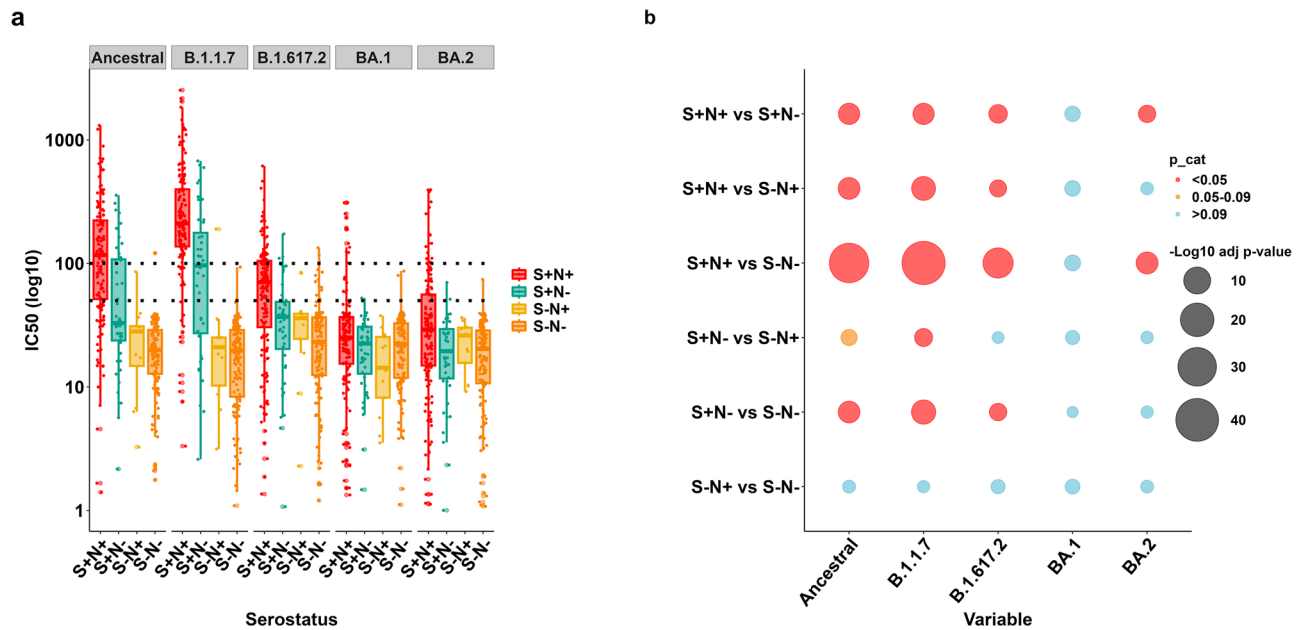 a
Ancestral B.1.1.7 B.1.617.2 BA.1 BA.2
1000
100
10
1
IC50 (log10)
S+N+
S+N-
S-N+
S-N-
S+N+ S+N- S-N+ S-N- S+N+ S+N- S-N+ S-N- S+N+ S+N- S-N+ S-N- S+N+ S+N- S-N+ S-N- S+N+ S+N- S-N+ S-N-
Serostatus
b
S+N+ vs S+N-
S+N+ vs S-N+
S+N+ vs S-N-
S+N- vs S-N+
S+N- vs S-N-
S-N+ vs S-N-
Ancestral B.1.1.7 B.1.617.2 BA.1 BA.2
Variable
p_cat
<0.05
0.05-0.09
>0.09
-Log10 adj p-value
10
20
30
40